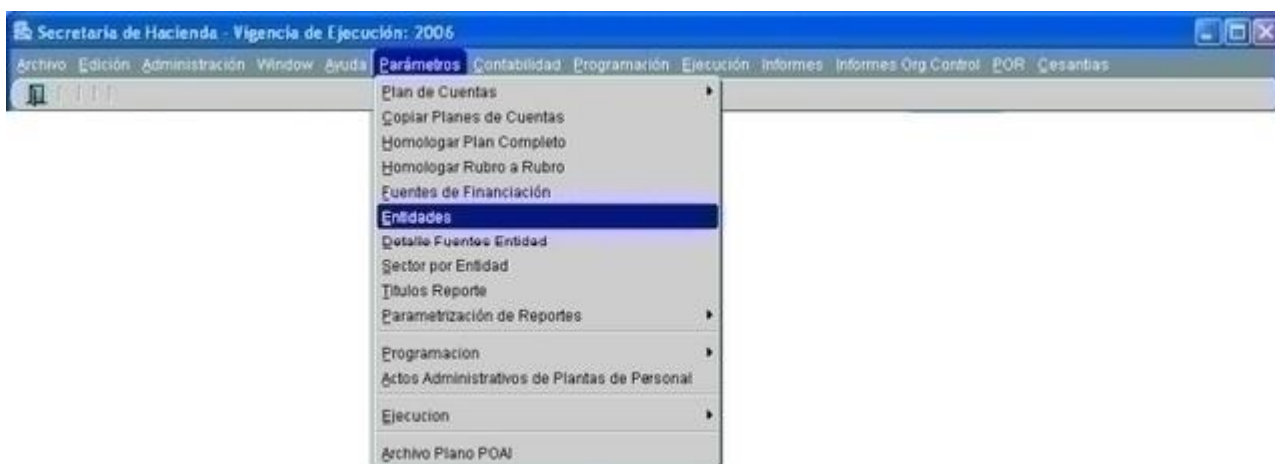 Secretaria de Hacienda - Vigencia de Ejecución: 2006
Archivo Edición Administración Window Ayuda Parámetros Contabilidad Programación Ejecución Informes Informes Org Control POR Cesantias
Plan de Cuentas
Copiar Planes de Cuentas
Homologar Plan Completo
Homologar Rubro a Rubro
Fuentes de Financiación
Entidades
Detalle Fuentes Entidad
Sector por Entidad
Titulos Reporte
Parametrización de Reportes
Programacion
Actos Administrativos de Plantas de Personal
Ejecucion
Archivo Plano POAI